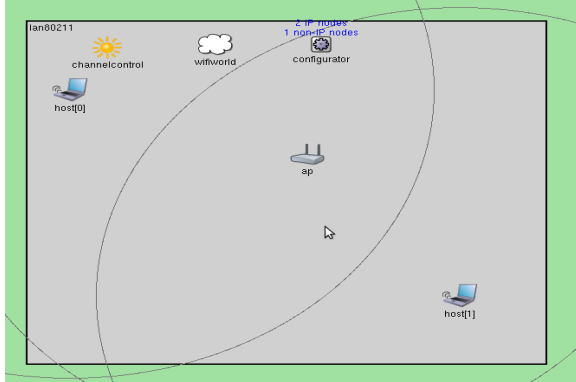 lan80211
2 IP nodes
1 non-IP nodes
channelcontrol
wifiworld
configurator
host[0]
ap
host[1]